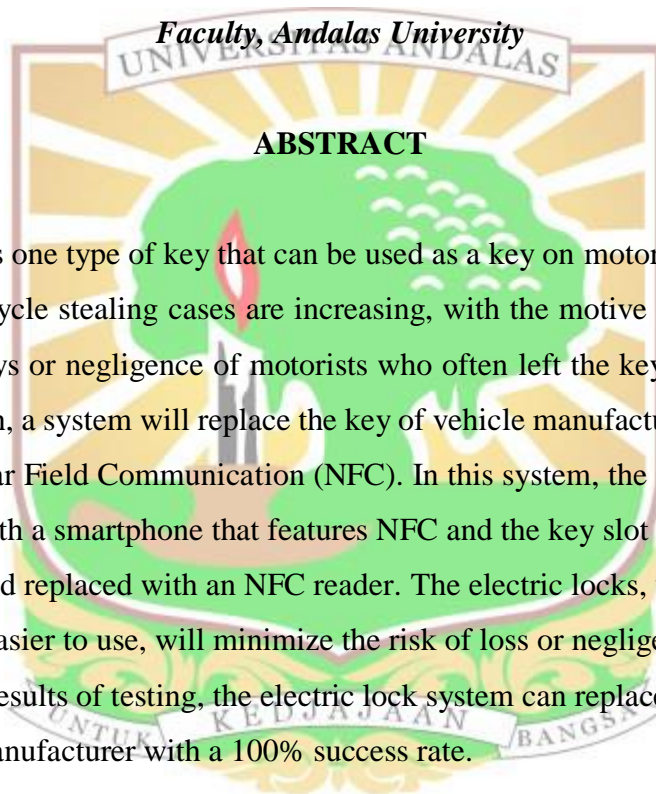 Faculty, Andalas University
UNIVERSITAS ANDALAS
ABSTRACT
s one type of key that can be used as a key on motor
ycle stealing cases are increasing, with the motive
ys or negligence of motorists who often left the key
n, a system will replace the key of vehicle manufactu
ar Field Communication (NFC). In this system, the
th a smartphone that features NFC and the key slot
d replaced with an NFC reader. The electric locks,
asier to use, will minimize the risk of loss or neglige
esults of testing, the electric lock system can replace
UNTUK KEDJAJAAN BANGSA
anufacturer with a 100% success rate.